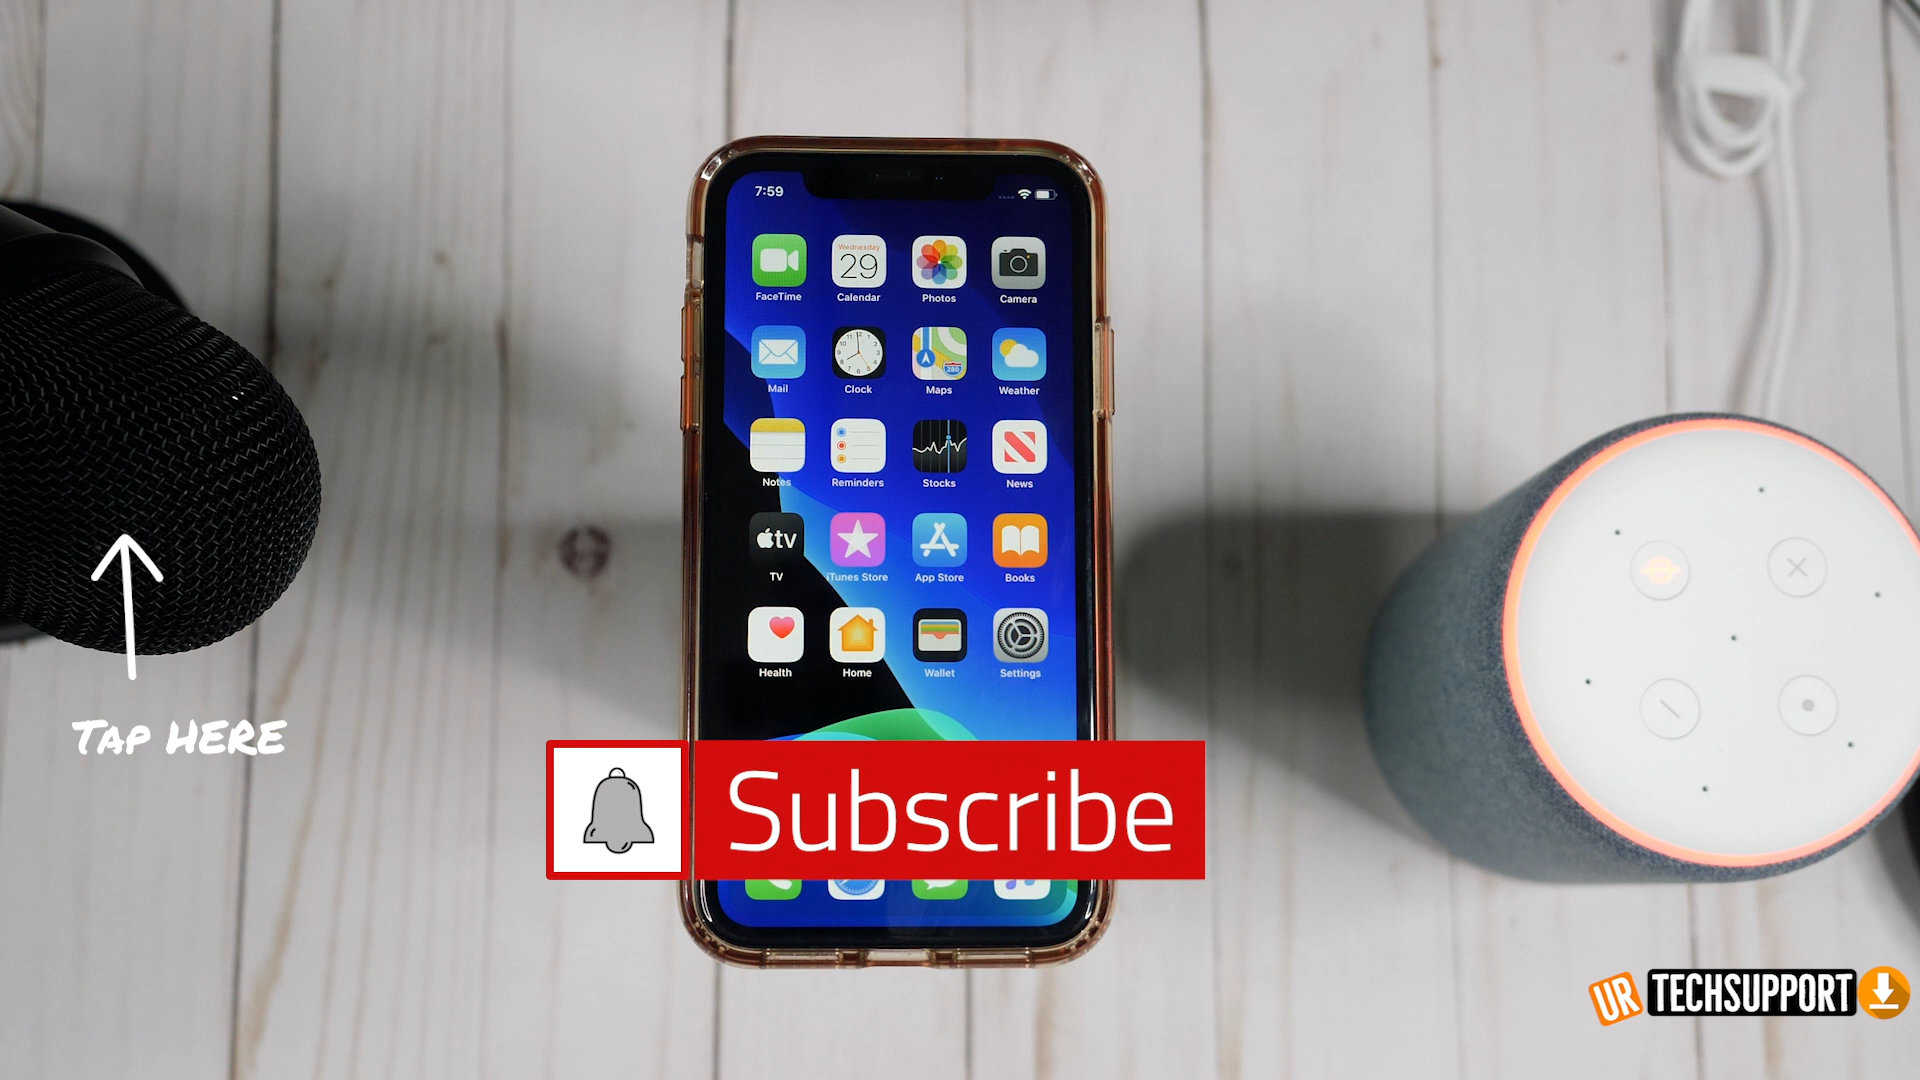 7:59
FaceTime
Wednesday
29
Calendar
Photos
Camera
Mail
Clock
Maps
280
Weather
Notes
Reminders
Stocks
News
tv
TV
iTunes Store
App Store
Books
Health
Home
Wallet
Settings
TAP HERE
Subscribe
UR TECHSUPPORT